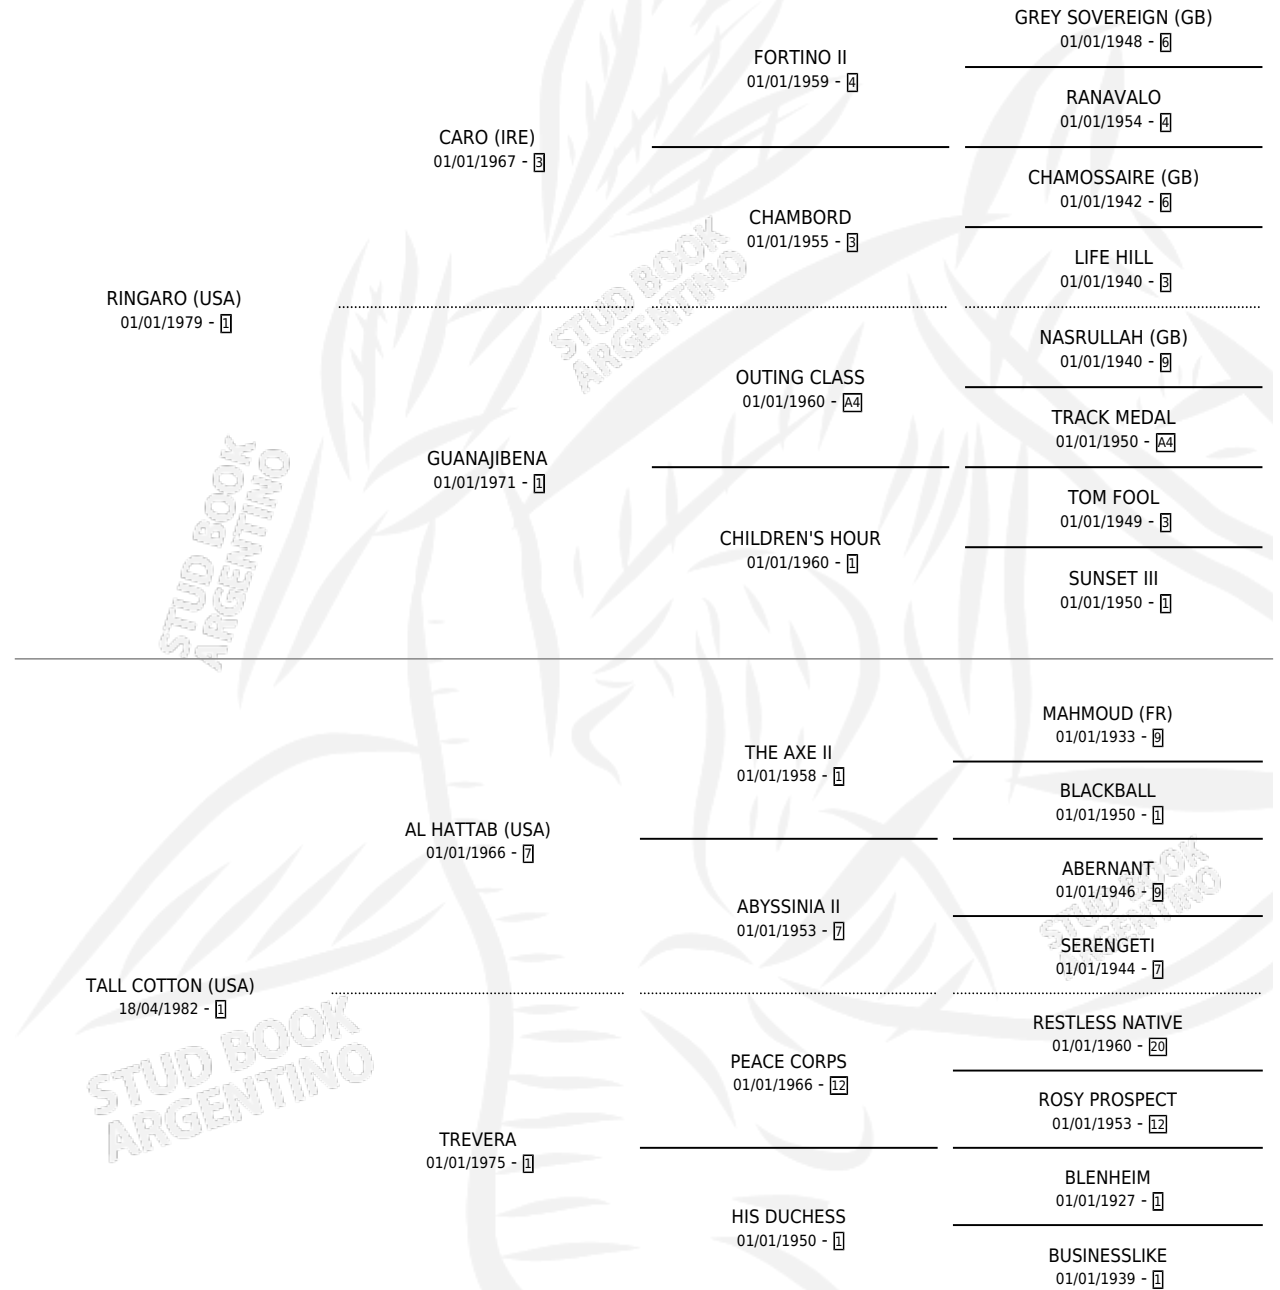 GREY SOVEREIGN (GB)
01/01/1948 - 6
FORTINO II
01/01/1959 - 4
RANAVALO
01/01/1954 - 4
CARO (IRE)
01/01/1967 - 3
CHAMOSSAIRE (GB)
01/01/1942 - 6
CHAMBORD
01/01/1955 - 3
LIFE HILL
01/01/1940 - 3
RINGARO (USA)
01/01/1979 - 1
NASRULLAH (GB)
01/01/1940 - 9
OUTING CLASS
01/01/1960 - A4
TRACK MEDAL
01/01/1950 - A4
GUANAJIBENA
01/01/1971 - 1
TOM FOOL
01/01/1949 - 3
CHILDREN'S HOUR
01/01/1960 - 1
SUNSET III
01/01/1950 - 1
MAHMOUD (FR)
01/01/1933 - 9
THE AXE II
01/01/1958 - 1
BLACKBALL
01/01/1950 - 1
AL HATTAB (USA)
01/01/1966 - 7
ABERNANT
01/01/1946 - 9
ABYSSINIA II
01/01/1953 - 7
SERENGETI
01/01/1944 - 7
TALL COTTON (USA)
18/04/1982 - 1
RESTLESS NATIVE
01/01/1960 - 20
PEACE CORPS
01/01/1966 - 12
ROSY PROSPECT
01/01/1953 - 12
TREVERA
01/01/1975 - 1
BLENHEIM
01/01/1927 - 1
HIS DUCHESS
01/01/1950 - 1
BUSINESSLIKE
01/01/1939 - 1
STUD BOOK
ARGENTINO
STUD BOOK
ARGENTINO
STUD BOOK
ARGENTINO
STUD BOOK
ARGENTINO